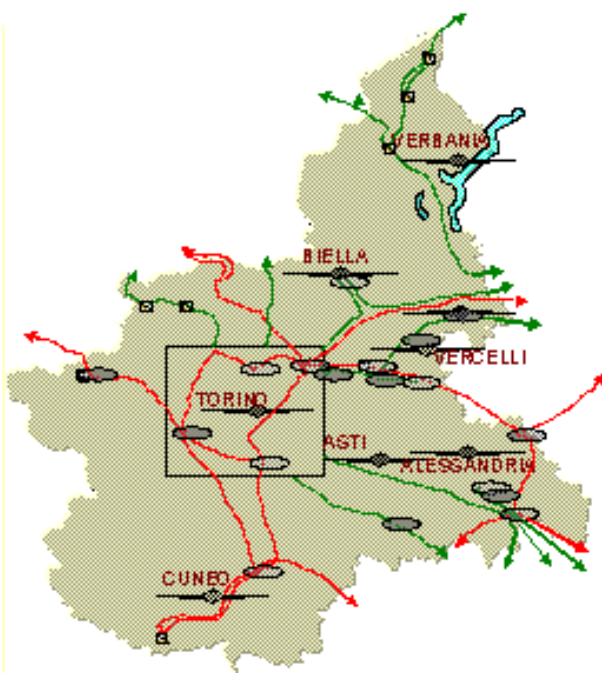 VERBANIA
BIELLA
VERCELLI
TORINO
ASTI
ALESSANDRIA
CUNEO